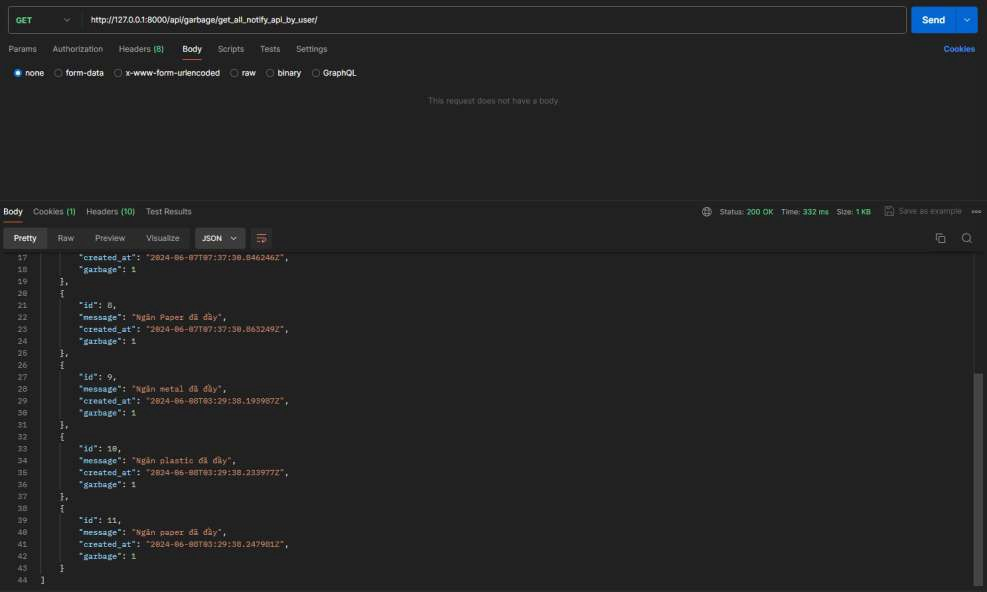 GET http://127.0.0.1:8000/api/garbage/get_all_notify_api_by_user/ Send
Params Authorization Headers (8) Body Scripts Tests Settings Cookies
none form-data x-www-form-urlencoded raw binary GraphQL
This request does not have a body
Body Cookies (1) Headers (10) Test Results Status: 200 OK Time: 332 ms Size: 1 KB Save as example
Pretty Raw Preview Visualize JSON
17 "created_at": "2024-06-07T07:37:30.846246Z",
18 "garbage": 1
19 },
20 {
21 "id": 8,
22 "message": "Ngăn Paper đã đầy",
23 "created_at": "2024-06-07T07:37:30.863249Z",
24 "garbage": 1
25 },
26 {
27 "id": 9,
28 "message": "Ngăn metal đã đầy",
29 "created_at": "2024-06-08T03:29:38.193987Z",
30 "garbage": 1
31 },
32 {
33 "id": 10,
34 "message": "Ngăn plastic đã đầy",
35 "created_at": "2024-06-08T03:29:38.233977Z",
36 "garbage": 1
37 },
38 {
39 "id": 11,
40 "message": "Ngăn paper đã đầy",
41 "created_at": "2024-06-08T03:29:38.247981Z",
42 "garbage": 1
43 }
44 ]